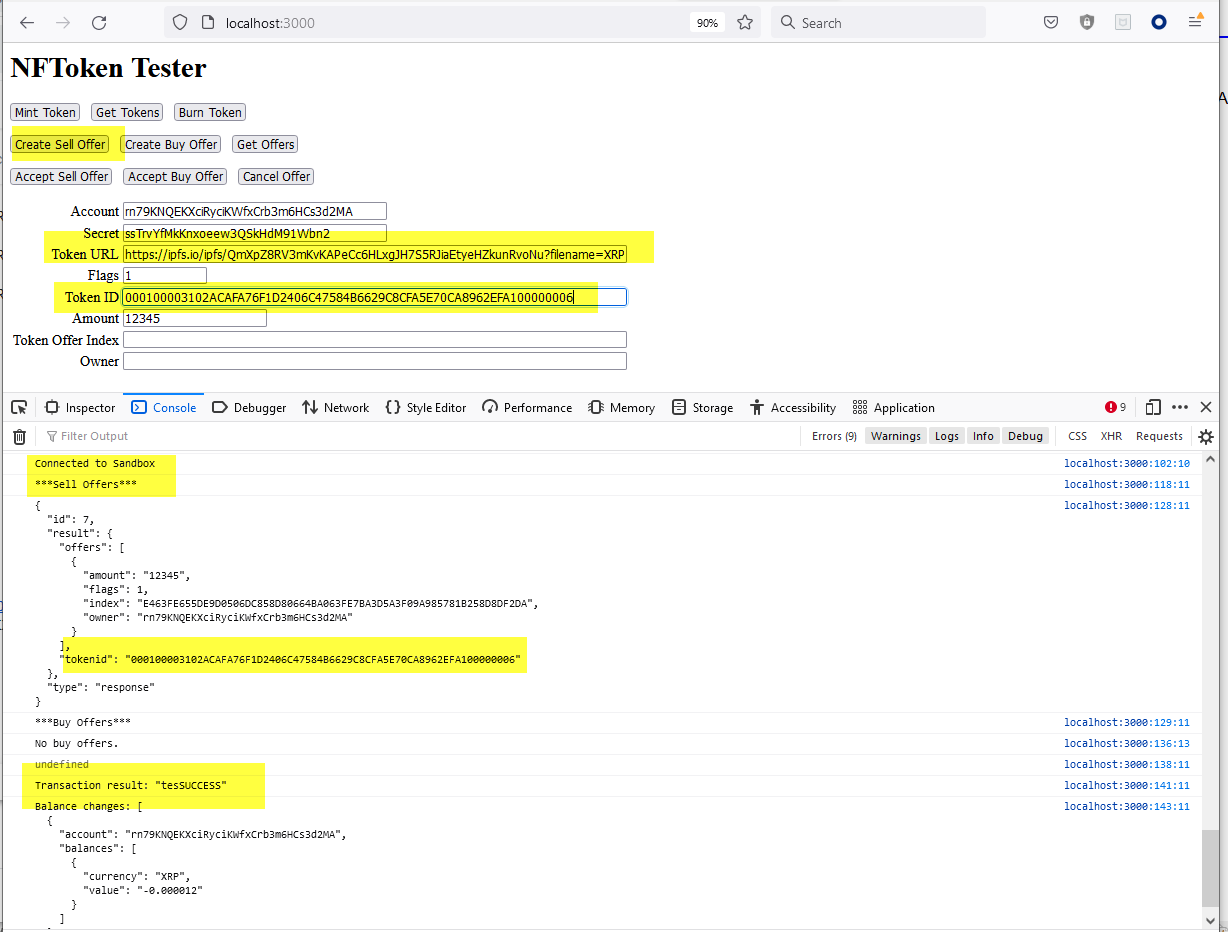 localhost:3000 90% Search
NFToken Tester
Mint Token Get Tokens Burn Token
Create Sell Offer Create Buy Offer Get Offers
Accept Sell Offer Accept Buy Offer Cancel Offer
Account rn79KNQEKXciRyciKWfxCrb3m6HCs3d2MA
Secret ssTrvYfMkKnxoeew3QSkHdM91Wbn2
Token URL https://ipfs.io/ipfs/QmXpZ8RV3mKvKAPeCc6HLxgJH7S5RJiaEtyeHZkunRvoNu?filename=XRP
Flags 1
Token ID 000100003102ACAFA76F1D2406C47584B6629C8CFA5E70CA8962EFA100000006
Amount 12345
Token Offer Index
Owner
Inspector Console Debugger Network Style Editor Performance Memory Storage Accessibility Application 9
Filter Output Errors (9) Warnings Logs Info Debug CSS XHR Requests
Connected to Sandbox localhost:3000:102:10
***Sell Offers*** localhost:3000:118:11
{ localhost:3000:128:11
"id": 7,
"result": {
"offers": [
{
"amount": "12345",
"flags": 1,
"index": "E463FE655DE9D0506DC858D80664BA063FE7BA3D5A3F09A985781B258D8DF2DA",
"owner": "rn79KNQEKXciRyciKWfxCrb3m6HCs3d2MA"
}
],
"tokenid": "000100003102ACAFA76F1D2406C47584B6629C8CFA5E70CA8962EFA100000006"
},
"type": "response"
}
***Buy Offers*** localhost:3000:129:11
No buy offers. localhost:3000:136:13
undefined localhost:3000:138:11
Transaction result: "tesSUCCESS" localhost:3000:141:11
Balance changes: [ localhost:3000:143:11
{
"account": "rn79KNQEKXciRyciKWfxCrb3m6HCs3d2MA",
"balances": [
{
"currency": "XRP",
"value": "-0.000012"
}
]